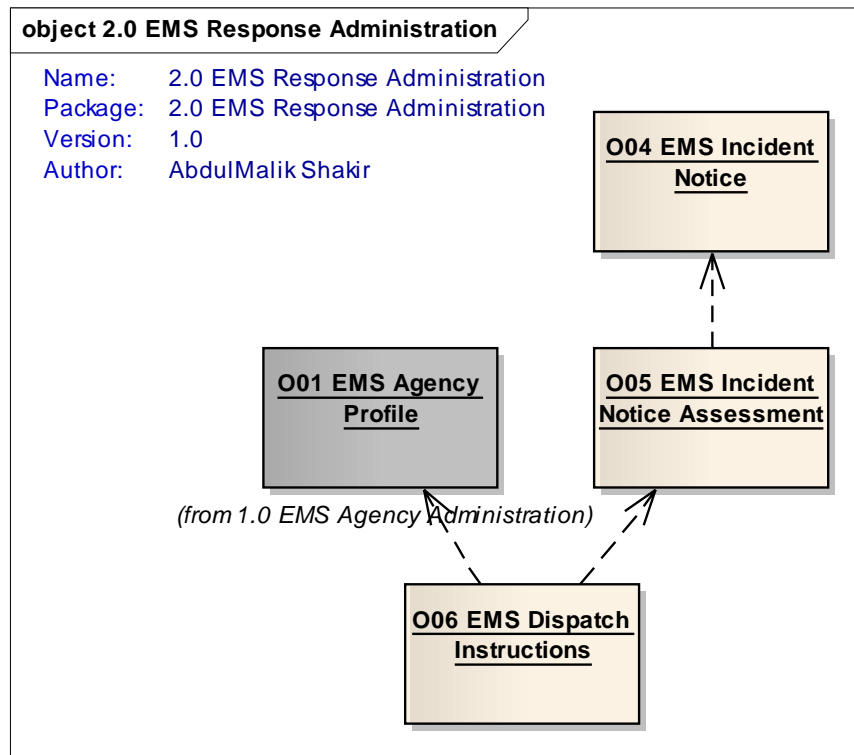 object 2.0 EMS Response Administration
Name: 2.0 EMS Response Administration
Package: 2.0 EMS Response Administration
Version: 1.0
Author: AbdulMalik Shakir
O04 EMS Incident
Notice
O01 EMS Agency
Profile
(from 1.0 EMS Agency Administration)
O05 EMS Incident
Notice Assessment
O06 EMS Dispatch
Instructions